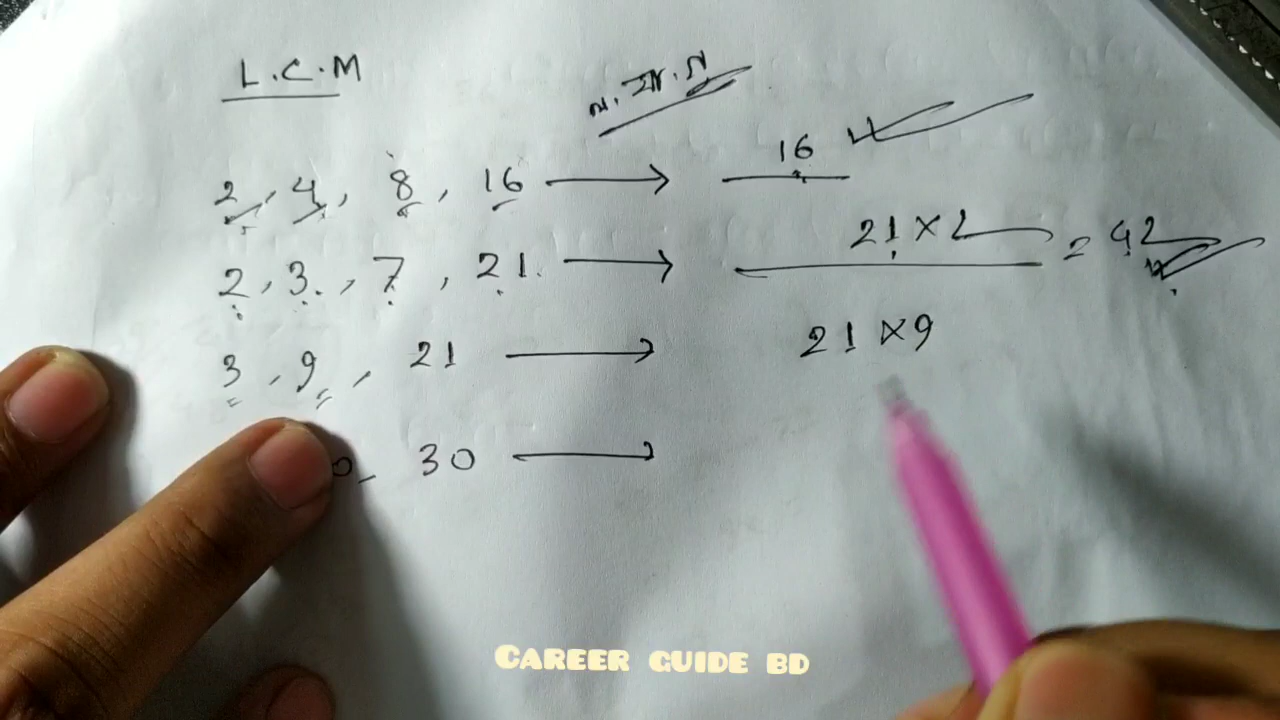 L.C.M
ল.সা.গু
2, 4, 8, 16 → 16
2, 3, 7, 21 → 21×2 = 42
3, 9, 21 → 21×9
0, 30 →
CAREER GUIDE BD